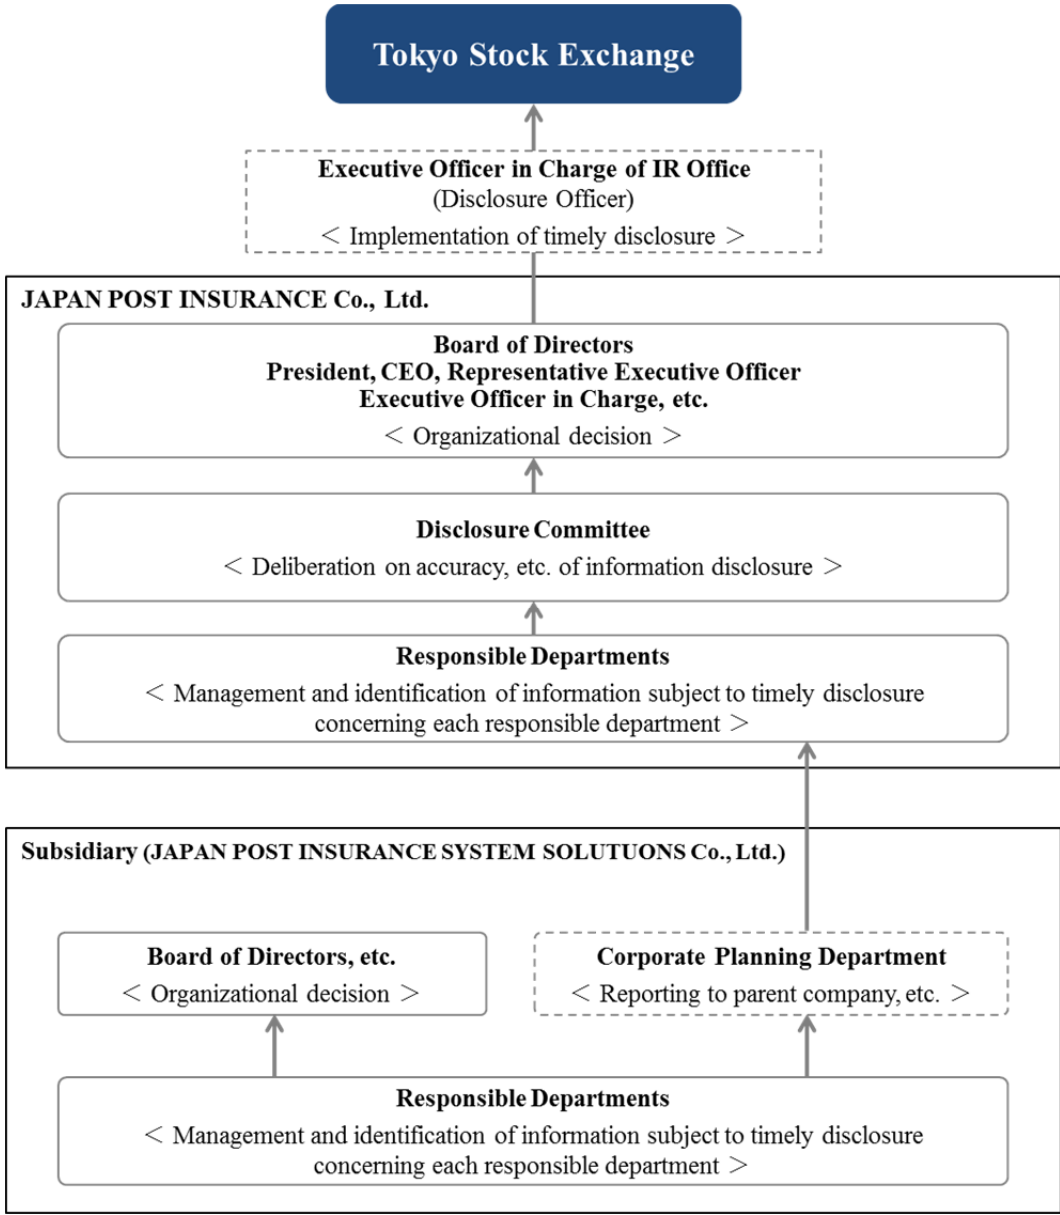 Tokyo Stock Exchange
Executive Officer in Charge of IR Office
(Disclosure Officer)
< Implementation of timely disclosure >
JAPAN POST INSURANCE Co., Ltd.
Board of Directors
President, CEO, Representative Executive Officer
Executive Officer in Charge, etc.
< Organizational decision >
Disclosure Committee
< Deliberation on accuracy, etc. of information disclosure >
Responsible Departments
< Management and identification of information subject to timely disclosure
concerning each responsible department >
Subsidiary (JAPAN POST INSURANCE SYSTEM SOLUTUONS Co., Ltd.)
Board of Directors, etc.
< Organizational decision >
Corporate Planning Department
< Reporting to parent company, etc. >
Responsible Departments
< Management and identification of information subject to timely disclosure
concerning each responsible department >